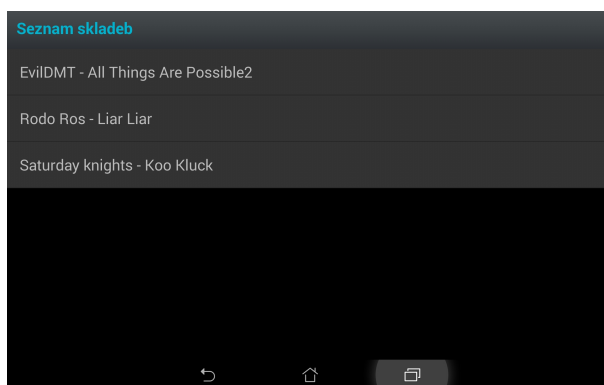 Seznam skladeb
EvilDMT - All Things Are Possible2
Rodo Ros - Liar Liar
Saturday knights - Koo Kluck